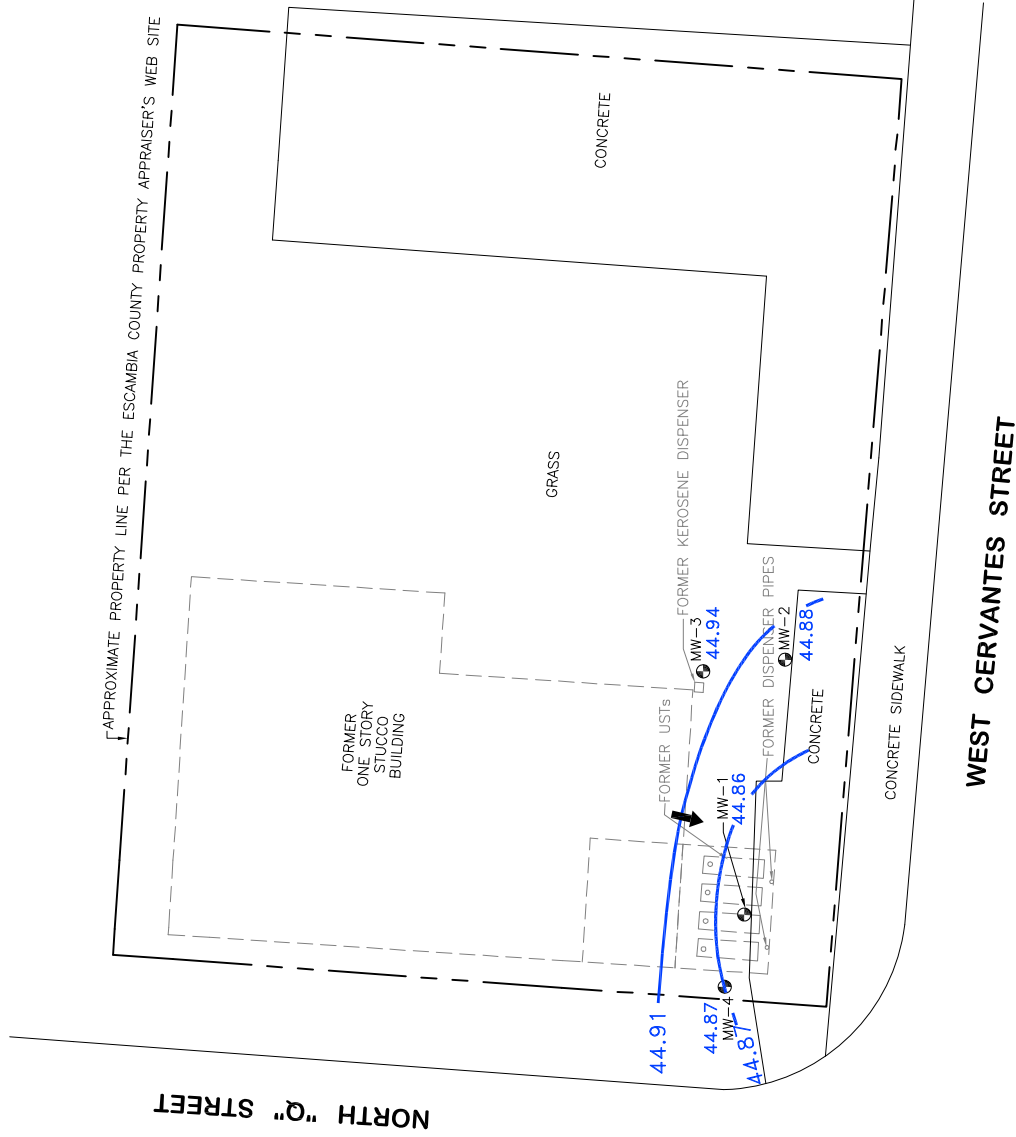 APPROXIMATE PROPERTY LINE PER THE ESCAMBIA COUNTY PROPERTY APPRAISER'S WEB SITE
CONCRETE
GRASS
FORMER KEROSENE DISPENSER
FORMER DISPENSER PIPES
FORMER USTs
FORMER
ONE STORY
STUCCO
BUILDING
MW-3
44.94
MW-2
44.88
MW-1
44.86
MW-4
44.87
44.91
44.87
CONCRETE
CONCRETE SIDEWALK
WEST CERVANTES STREET
NORTH "Q" STREET